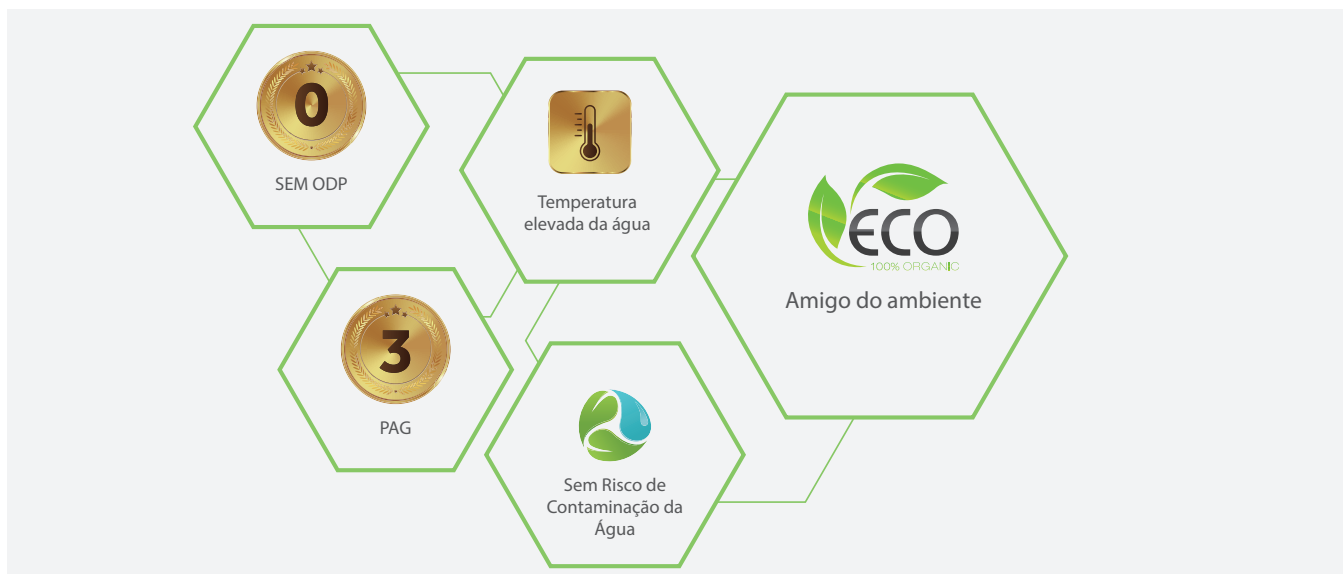 0
SEM ODP
Temperatura
elevada da água
ECO
100% ORGANIC
Amigo do ambiente
3
PAG
Sem Risco de
Contaminação da
Água